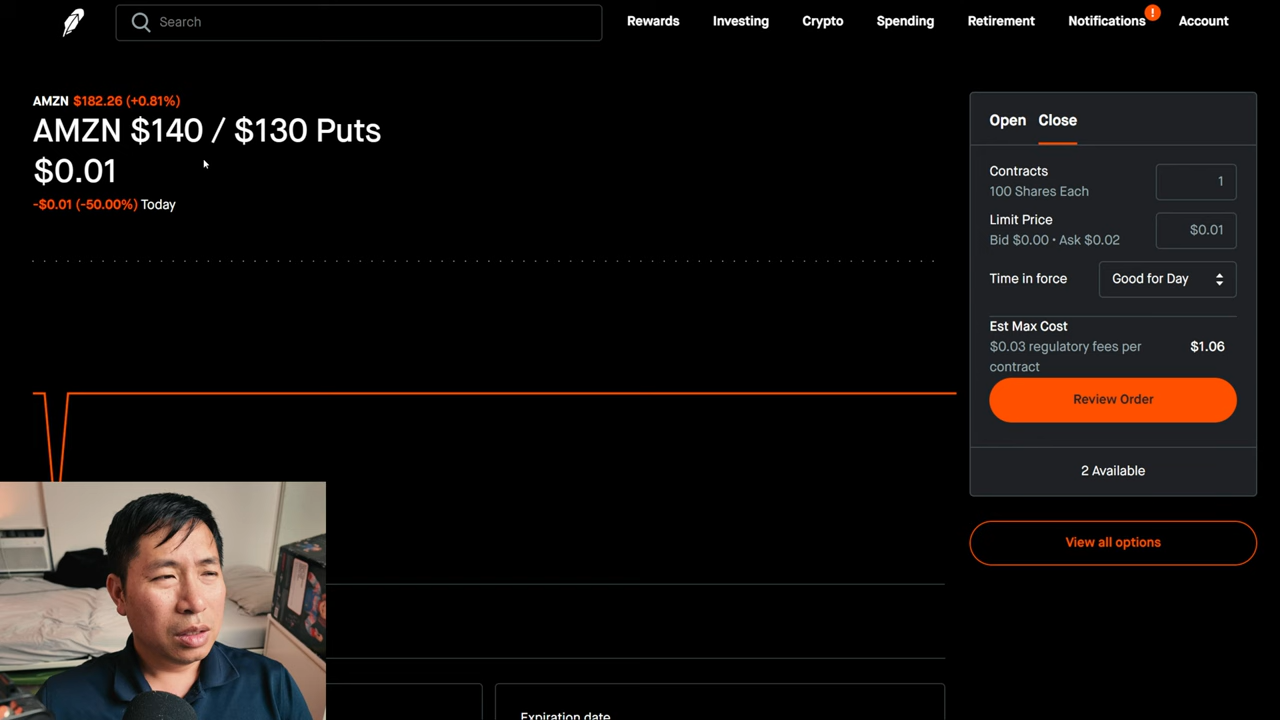 Search
Rewards
Investing
Crypto
Spending
Retirement
Notifications
!
Account
AMZN $182.26 (+0.81%)
AMZN $140 / $130 Puts
$0.01
-$0.01 (-50.00%) Today
Open Close
Contracts
100 Shares Each
1
Limit Price
Bid $0.00 • Ask $0.02
$0.01
Time in force
Good for Day
Est Max Cost
$0.03 regulatory fees per
contract
$1.06
Review Order
2 Available
View all options
Expiration date